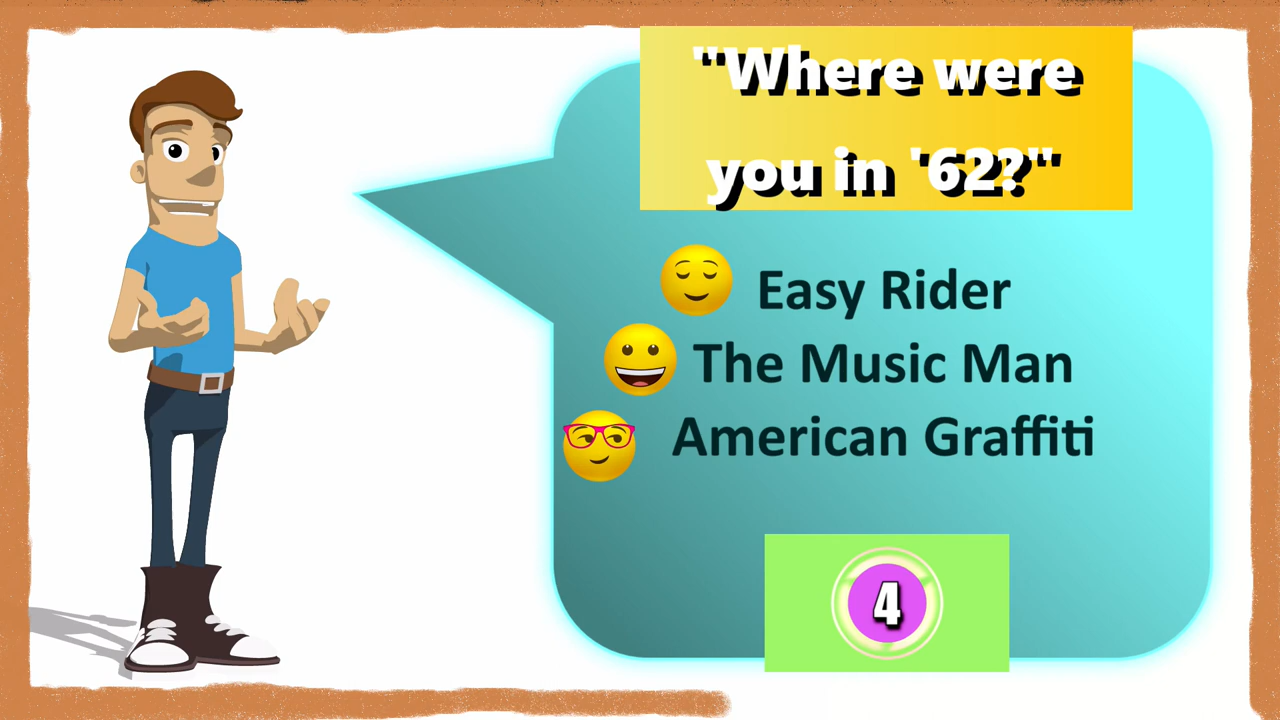 "Where were
you in '62?"
Easy Rider
The Music Man
American Graffiti
4